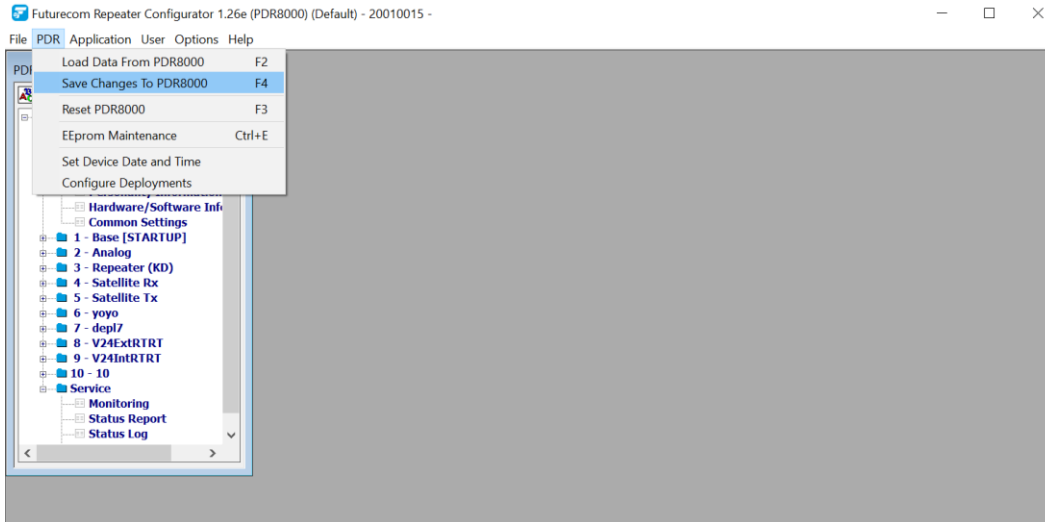 Futurecom Repeater Configurator 1.26e (PDR8000) (Default) - 20010015 -
File PDR Application User Options Help
Load Data From PDR8000 F2
Save Changes To PDR8000 F4
Reset PDR8000 F3
EEprom Maintenance Ctrl+E
Set Device Date and Time
Configure Deployments
Hardware/Software Inf
Common Settings
1 - Base [STARTUP]
2 - Analog
3 - Repeater (KD)
4 - Satellite Rx
5 - Satellite Tx
6 - yoyo
7 - depl7
8 - V24ExtRTRT
9 - V24IntRTRT
10 - 10
Service
Monitoring
Status Report
Status Log